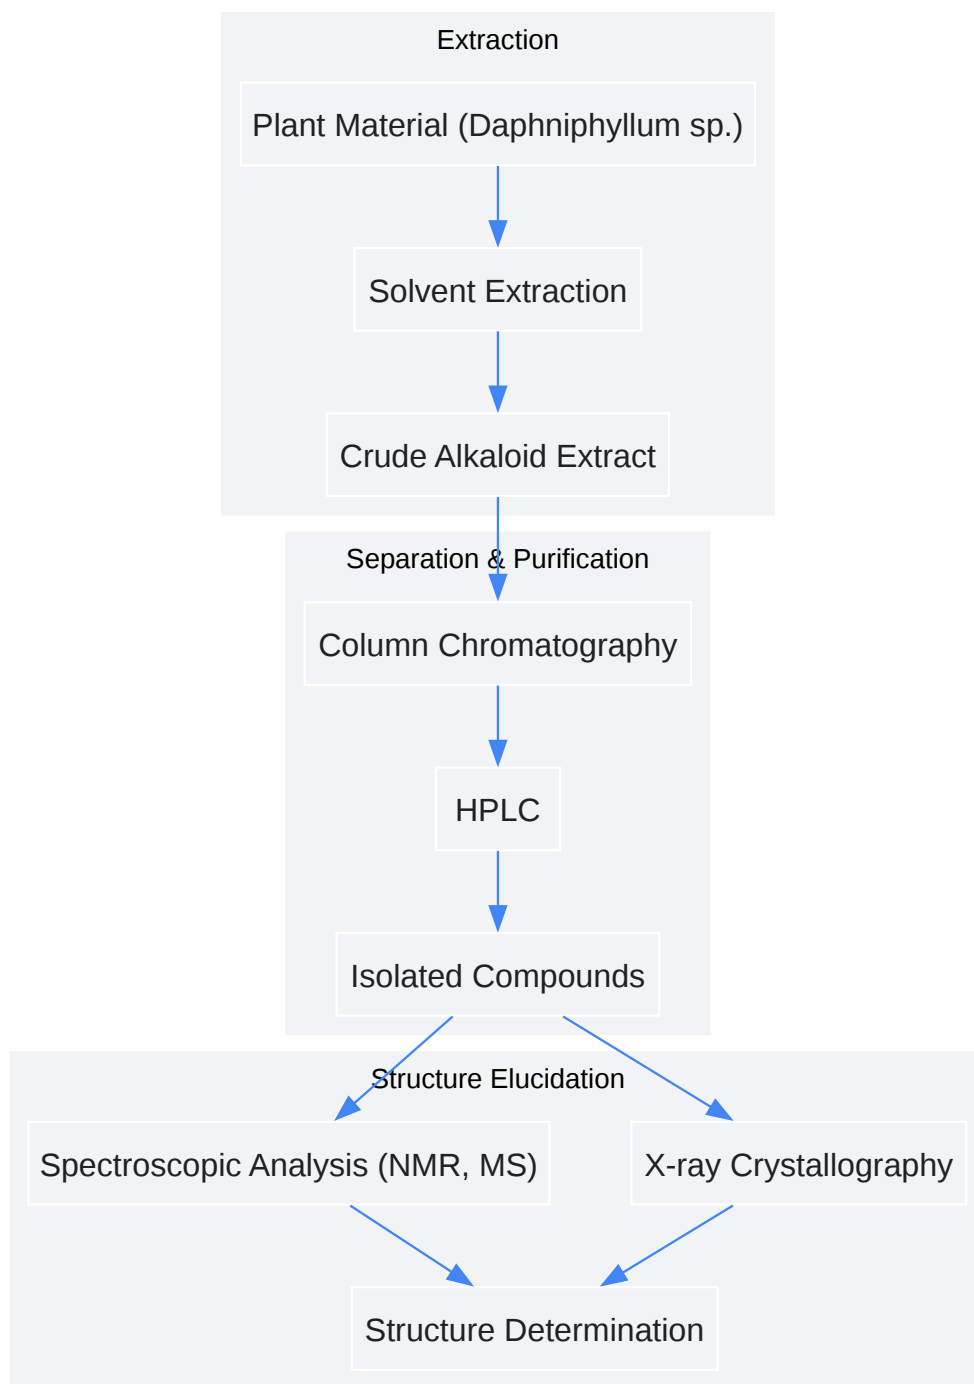 Extraction
Plant Material (Daphniphyllum sp.)
Solvent Extraction
Crude Alkaloid Extract
Separation & Purification
Column Chromatography
HPLC
Isolated Compounds
Structure Elucidation
Spectroscopic Analysis (NMR, MS)
X-ray Crystallography
Structure Determination